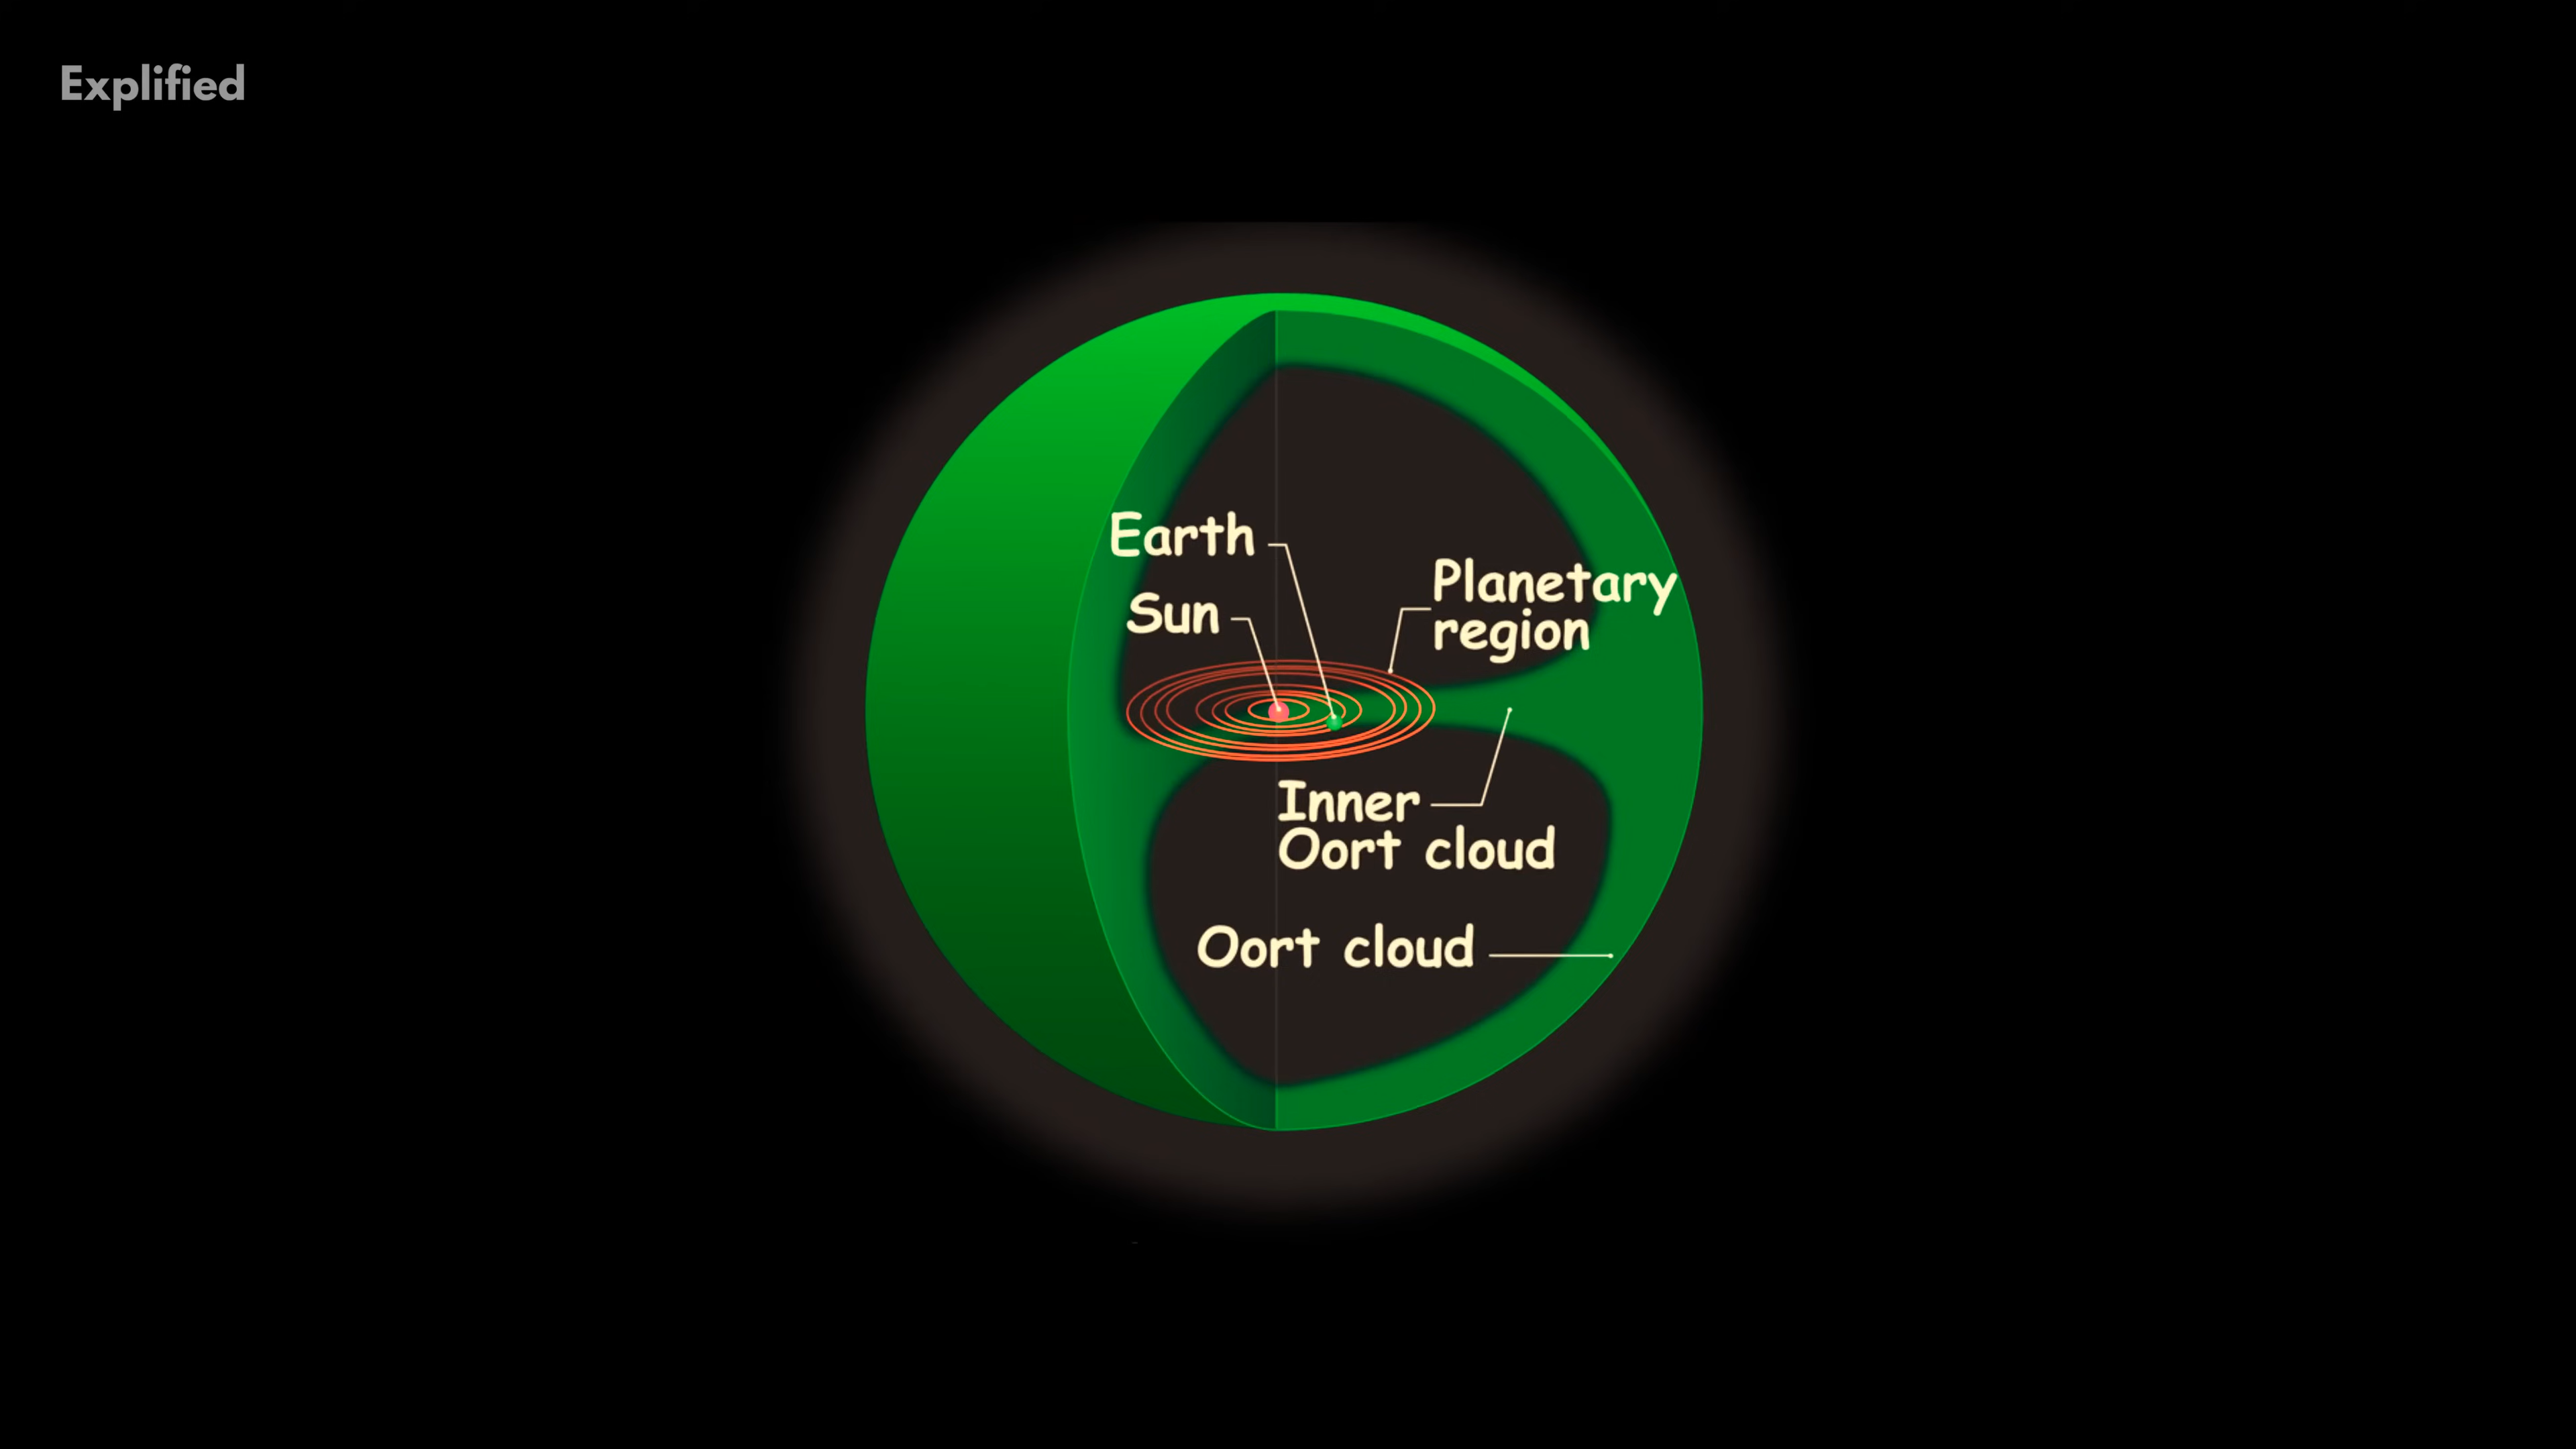 Explified
Earth
Sun
Planetary
region
Inner
Oort cloud
Oort cloud